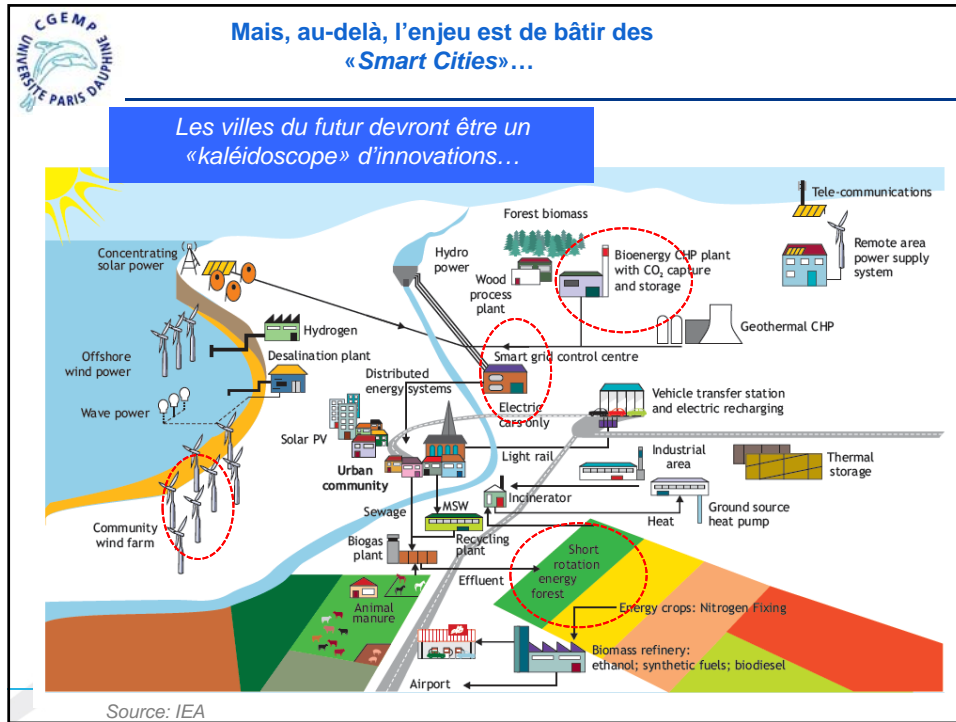 CGEMP
UNIVERSITE PARIS DAUPHINE
Mais, au-delà, l'enjeu est de bâtir des
«Smart Cities»…
Les villes du futur devront être un
«kaléidoscope» d'innovations…
Tele-communications
Forest biomass
Concentrating
solar power
Hydro
power
Bioenergy CHP plant
with CO₂ capture
and storage
Remote area
power supply
system
Wood
process
plant
Geothermal CHP
Hydrogen
Offshore
wind power
Desalination plant
Smart grid control centre
Distributed
energy systems
Wave power
Electric
cars only
Vehicle transfer station
and electric recharging
Solar PV
Light rail
Industrial
area
Thermal
storage
Urban
community
Incinerator
Sewage
MSW
Heat
Ground source
heat pump
Community
wind farm
Biogas
plant
Recycling
plant
Effluent
Short
rotation
energy
forest
Animal
manure
Energy crops: Nitrogen Fixing
Biomass refinery:
ethanol; synthetic fuels; biodiesel
Airport
Source: IEA